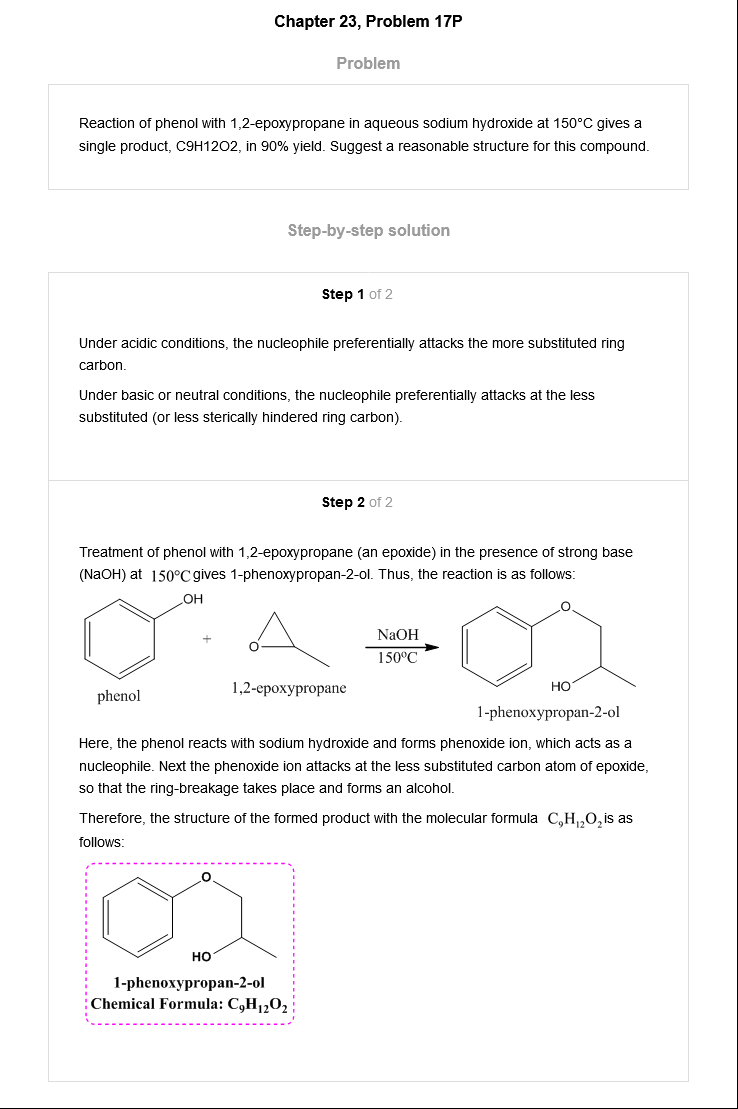 Chapter 23, Problem 17P
Problem
Reaction of phenol with 1,2-epoxypropane in aqueous sodium hydroxide at 150°C gives a
single product, C9H12O2, in 90% yield. Suggest a reasonable structure for this compound.
Step-by-step solution
Step 1 of 2
Under acidic conditions, the nucleophile preferentially attacks the more substituted ring
carbon.
Under basic or neutral conditions, the nucleophile preferentially attacks at the less
substituted (or less sterically hindered ring carbon).
Step 2 of 2
Treatment of phenol with 1,2-epoxypropane (an epoxide) in the presence of strong base
(NaOH) at 150°C gives 1-phenoxypropan-2-ol. Thus, the reaction is as follows:
OH
phenol
+
O
1,2-epoxypropane
NaOH
150°C
O
HO
1-phenoxypropan-2-ol
Here, the phenol reacts with sodium hydroxide and forms phenoxide ion, which acts as a
nucleophile. Next the phenoxide ion attacks at the less substituted carbon atom of epoxide,
so that the ring-breakage takes place and forms an alcohol.
Therefore, the structure of the formed product with the molecular formula C₉H₁₂O₂ is as
follows:
O
HO
1-phenoxypropan-2-ol
Chemical Formula: C₉H₁₂O₂